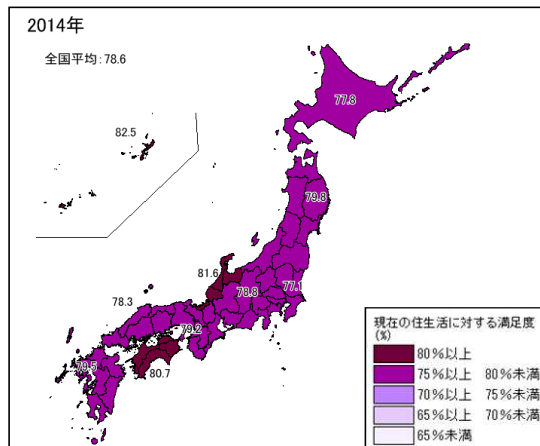 2014年
全国平均：78.6
77.8
82.5
79.8
81.6
77.1
78.8
78.3
79.2
79.5
80.7
現在の住生活に対する満足度
(%)
80%以上
75%以上 80%未満
70%以上 75%未満
65%以上 70%未満
65%未満